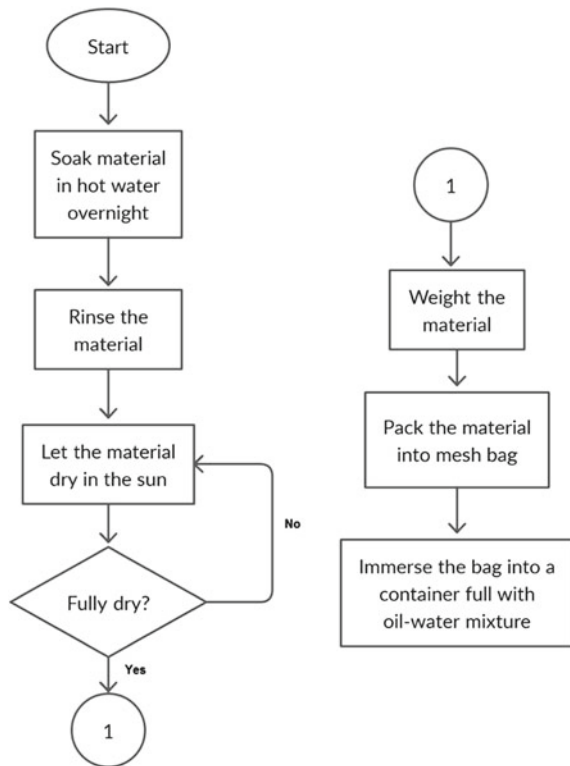 Start
Soak material
in hot water
overnight
Rinse the
material
Let the material
dry in the sun
No
Fully dry?
Yes
1
1
Weight the
material
Pack the material
into mesh bag
Immerse the bag into a
container full with
oil-water mixture